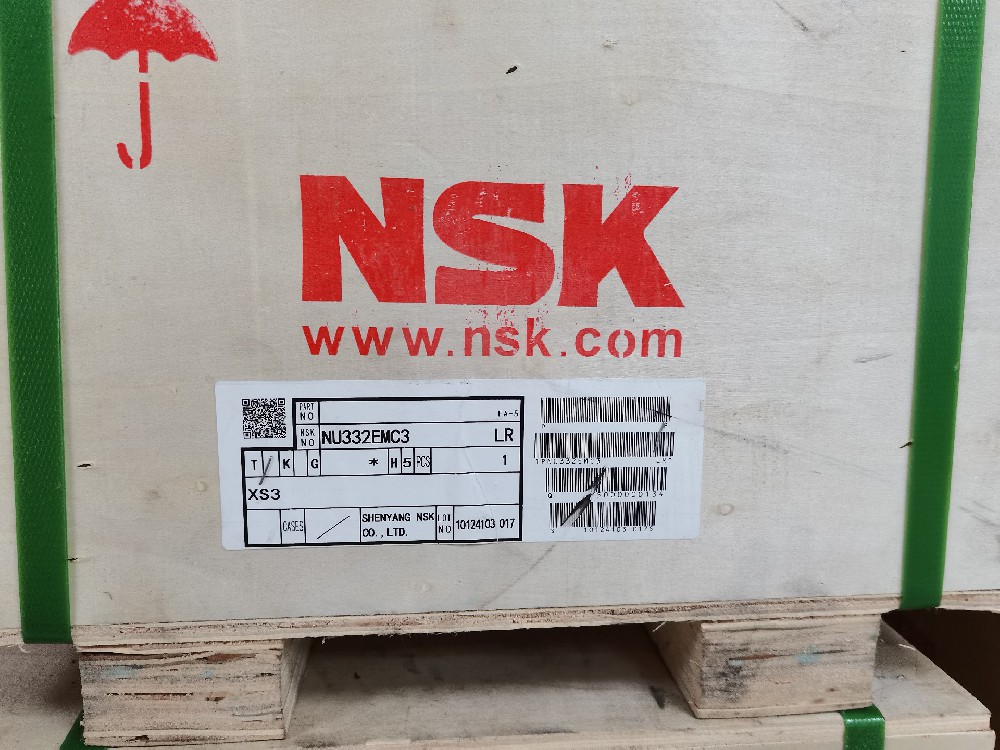 NSK
www.nsk.com
PART NO
NSK NO NU332EMC3 LR
T K G * H5 PCS 1
XS3
CASES SHENYANG NSK CO., LTD. LOT NO 10124103 017